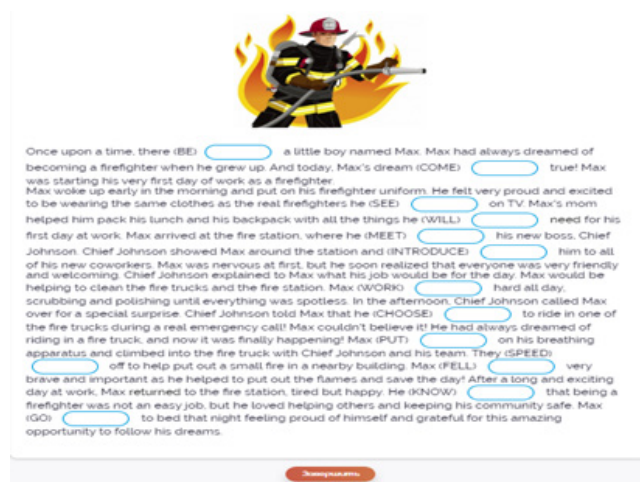 Once upon a time, there (BE) a little boy named Max. Max had always dreamed of
becoming a firefighter when he grew up. And today, Max's dream (COME) true! Max
was starting his very first day of work as a firefighter.
Max woke up early in the morning and put on his firefighter uniform. He felt very proud and excited
to be wearing the same clothes as the real firefighters he (SEE) on TV. Max's mom
helped him pack his lunch and his backpack with all the things he (WILL) need for his
first day at work. Max arrived at the fire station, where he (MEET) his new boss, Chief
Johnson. Chief Johnson showed Max around the station and (INTRODUCE) him to all
of his new coworkers. Max was nervous at first, but he soon realized that everyone was very friendly
and welcoming. Chief Johnson explained to Max what his job would be for the day. Max would be
helping to clean the fire trucks and the fire station. Max (WORK) hard all day,
scrubbing and polishing until everything was spotless. In the afternoon, Chief Johnson called Max
over for a special surprise. Chief Johnson told Max that he (CHOOSE) to ride in one of
the fire trucks during a real emergency call! Max couldn't believe it! He had always dreamed of
riding in a fire truck, and now it was finally happening! Max (PUT) on his breathing
apparatus and climbed into the fire truck with Chief Johnson and his team. They (SPEED)
off to help put out a small fire in a nearby building. Max (FELL) very
brave and important as he helped to put out the flames and save the day! After a long and exciting
day at work, Max returned to the fire station, tired but happy. He (KNOW) that being a
firefighter was not an easy job, but he loved helping others and keeping his community safe. Max
(GO) to bed that night feeling proud of himself and grateful for this amazing
opportunity to follow his dreams.
Завершить